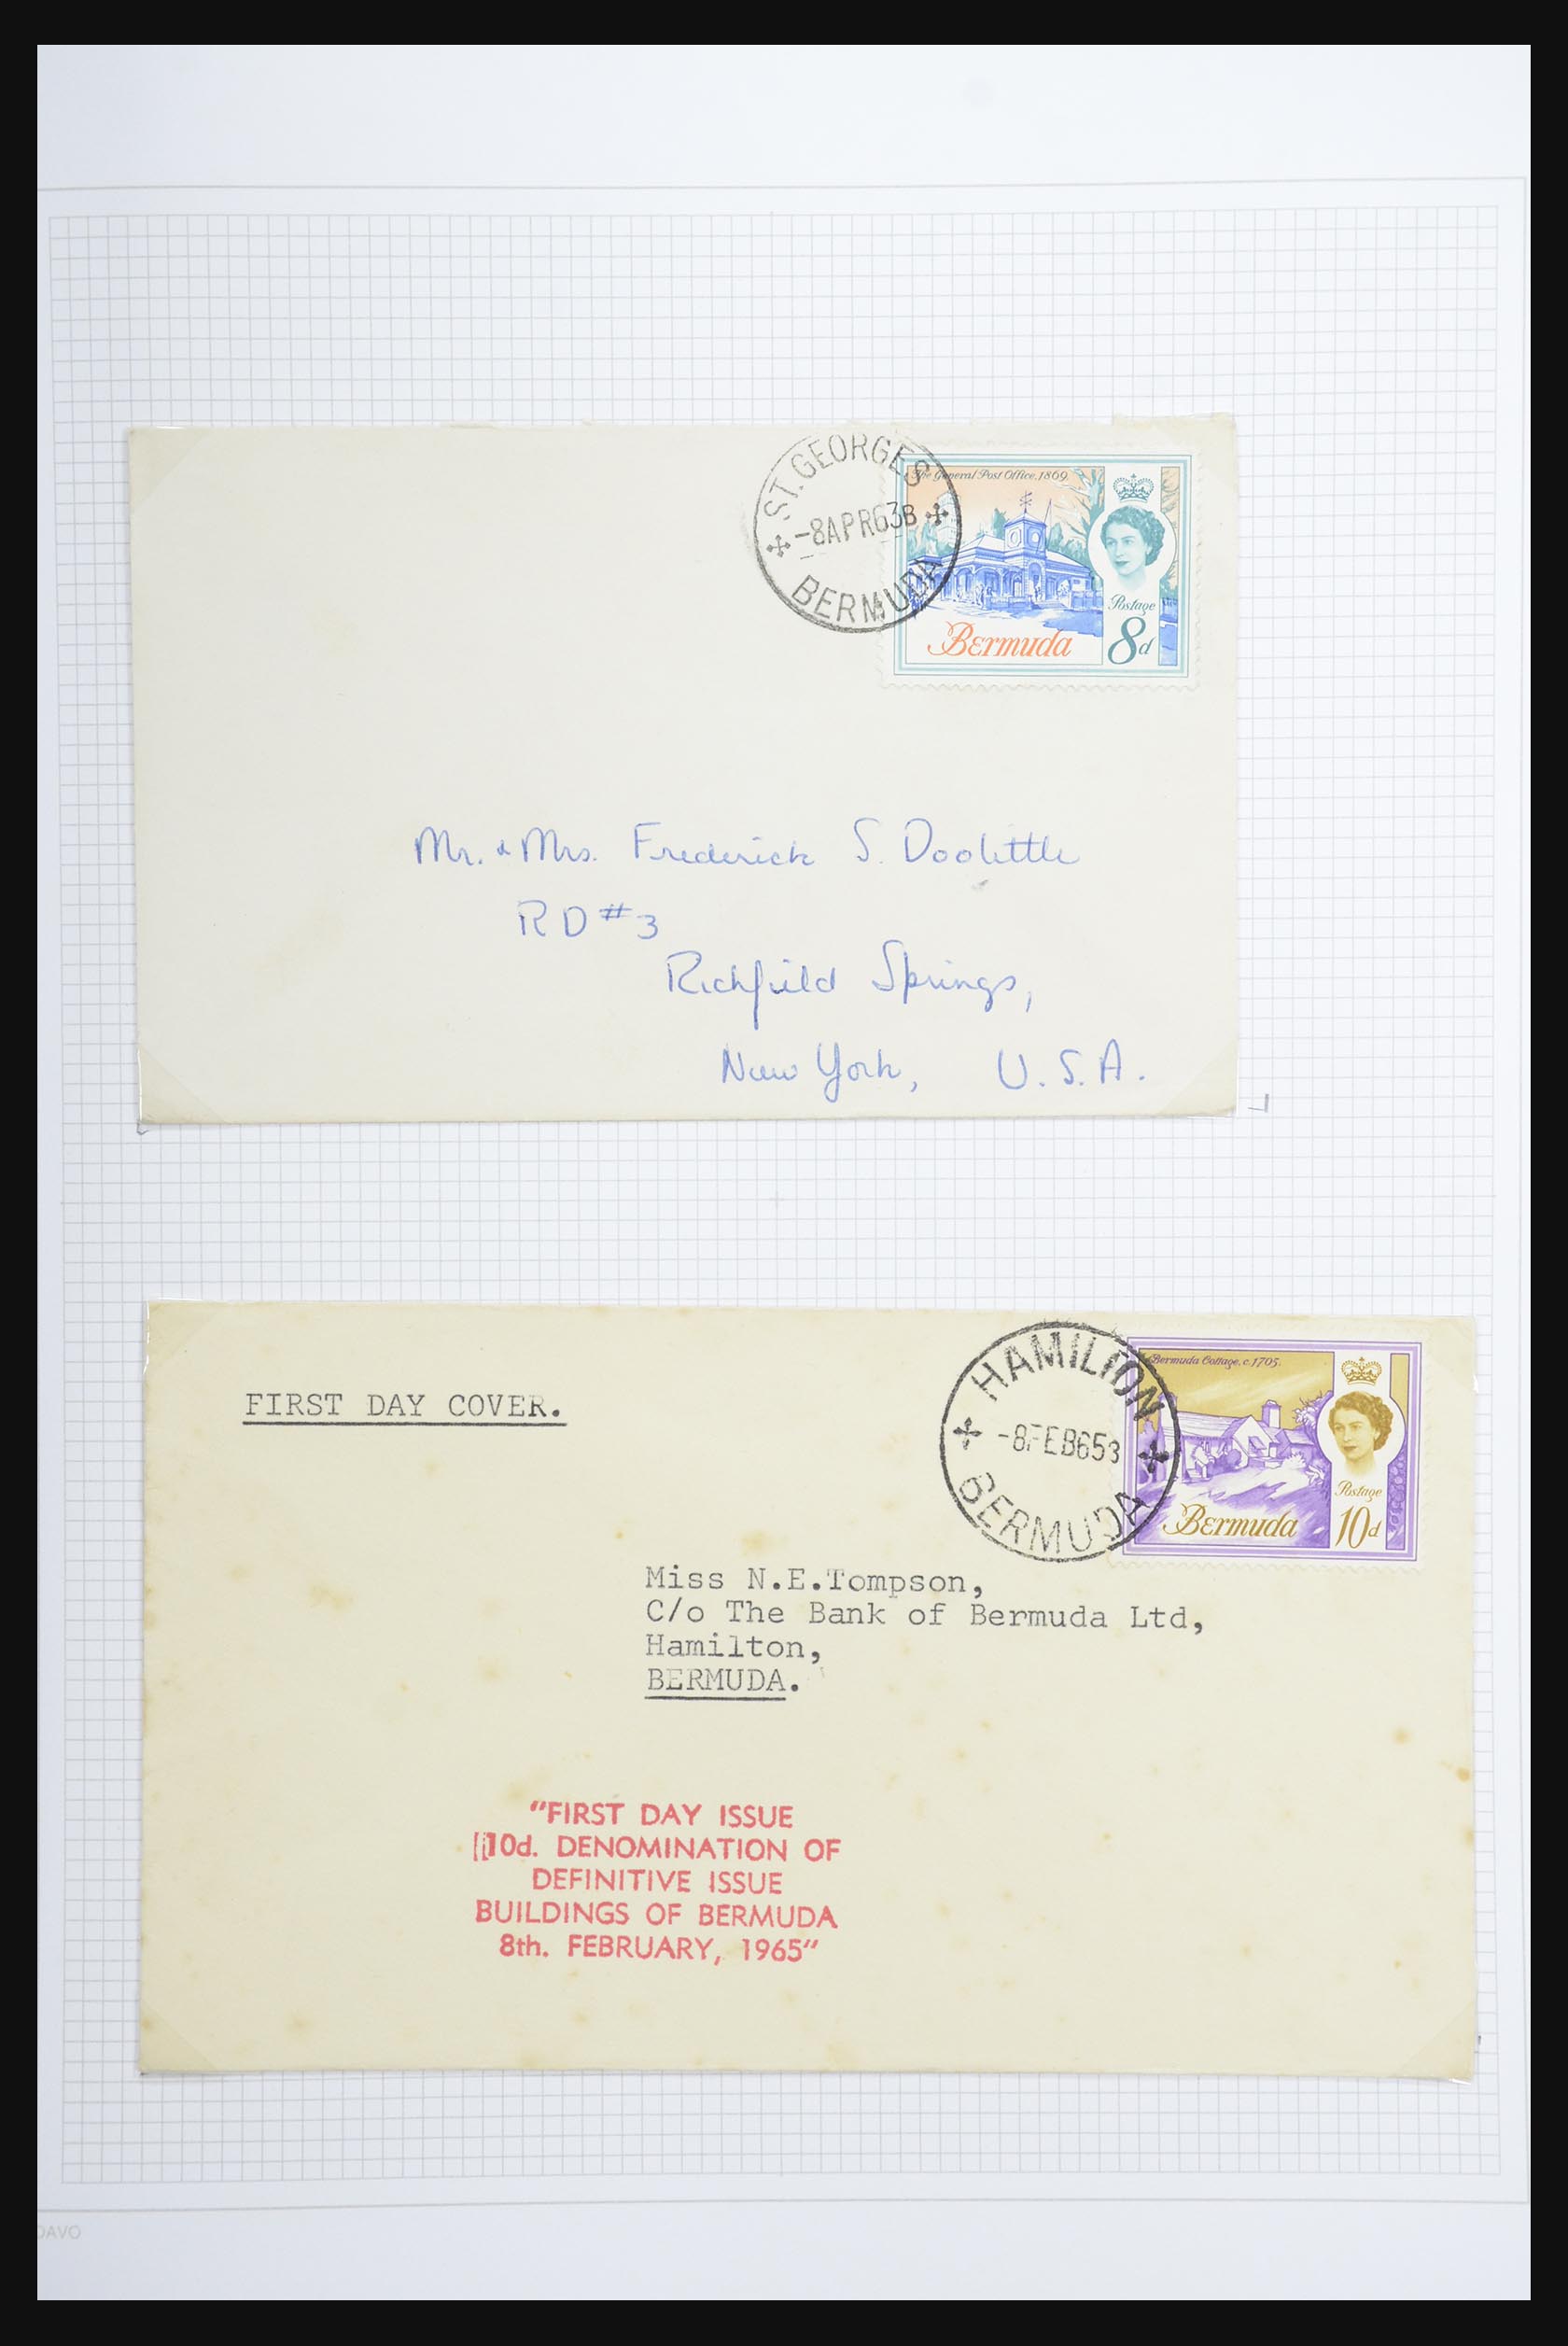 ST. GEORGES
-8APR63B
BERMUDA
The General Post Office, 1869.
Postage
8d
Bermuda
Mr. & Mrs. Frederick S. Doolittle
RD #3
Richfield Springs,
New York, U.S.A.
FIRST DAY COVER.
HAMILTON
-8FEB65
BERMUDA
Bermuda Cottage, c.1705.
Postage
10d
Bermuda
Miss N.E.Tompson,
C/o The Bank of Bermuda Ltd,
Hamilton,
BERMUDA.
"FIRST DAY ISSUE
10d. DENOMINATION OF
DEFINITIVE ISSUE
BUILDINGS OF BERMUDA
8th. FEBRUARY, 1965"
DAVO